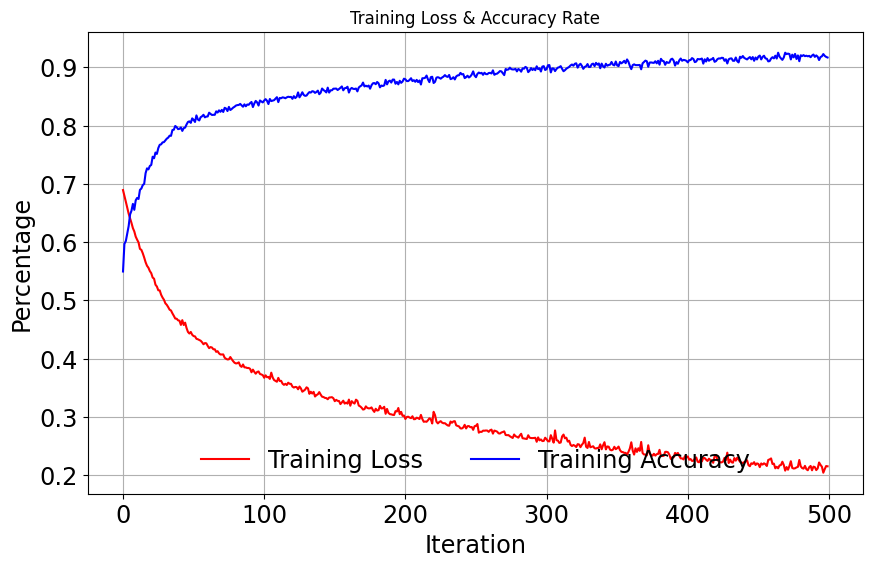 Training Loss & Accuracy Rate
0.9
0.8
0.7
0.6
0.5
0.4
0.3
0.2
Percentage
Training Loss Training Accuracy
0 100 200 300 400 500
Iteration